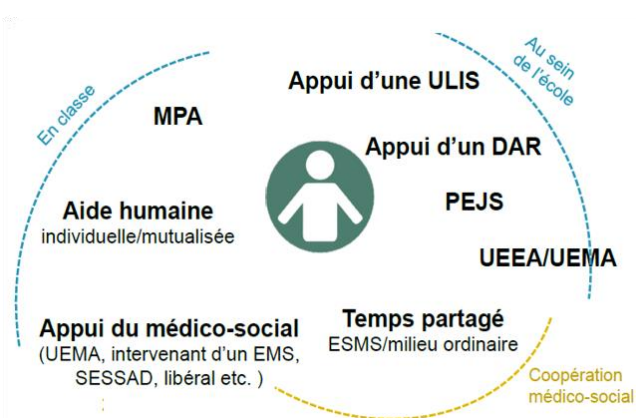 Au sein
de l'école
En classe
Appui d'une ULIS
MPA
Appui d'un DAR
PEJS
Aide humaine
individuelle/mutualisée
UEEA/UEMA
Temps partagé
ESMS/milieu ordinaire
Appui du médico-social
(UEMA, intervenant d'un EMS,
SESSAD, libéral etc. )
Coopération
médico-social